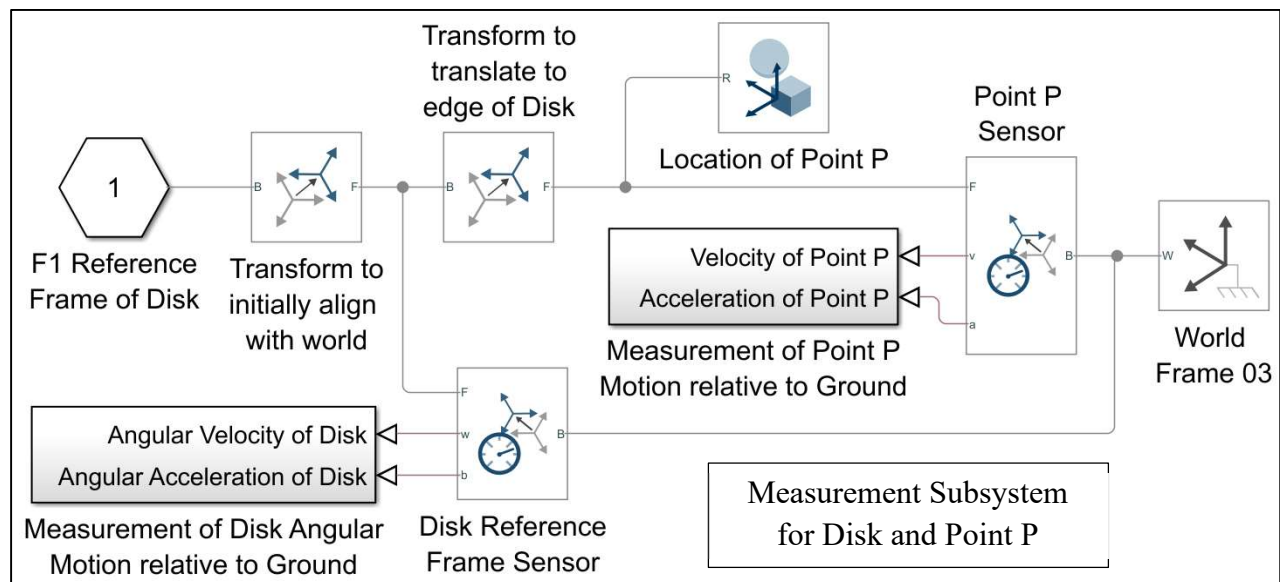 Transform to
translate to
edge of Disk
R
Location of Point P
Point P
Sensor
1
F1 Reference
Frame of Disk
B
F
Transform to
initially align
with world
B
F
F
v
a
B
W
World
Frame 03
Velocity of Point P
Acceleration of Point P
Measurement of Point P
Motion relative to Ground
F
w
b
B
Angular Velocity of Disk
Angular Acceleration of Disk
Measurement of Disk Angular
Motion relative to Ground
Disk Reference
Frame Sensor
Measurement Subsystem
for Disk and Point P